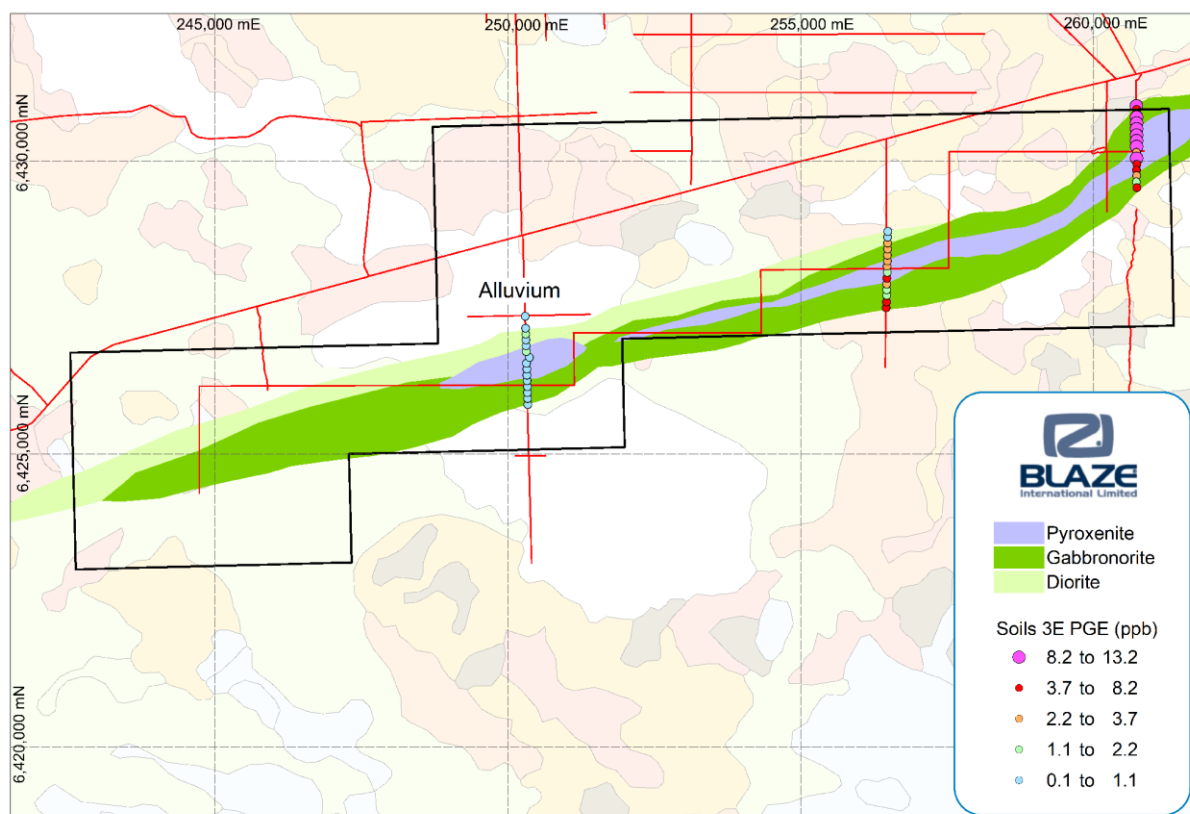 245,000 mE
250,000 mE
255,000 mE
260,000 mE
6,430,000 mN
6,425,000 mN
6,420,000 mN
Alluvium
BLAZE
International Limited
Pyroxenite
Gabbronorite
Diorite
Soils 3E PGE (ppb)
8.2 to 13.2
3.7 to 8.2
2.2 to 3.7
1.1 to 2.2
0.1 to 1.1